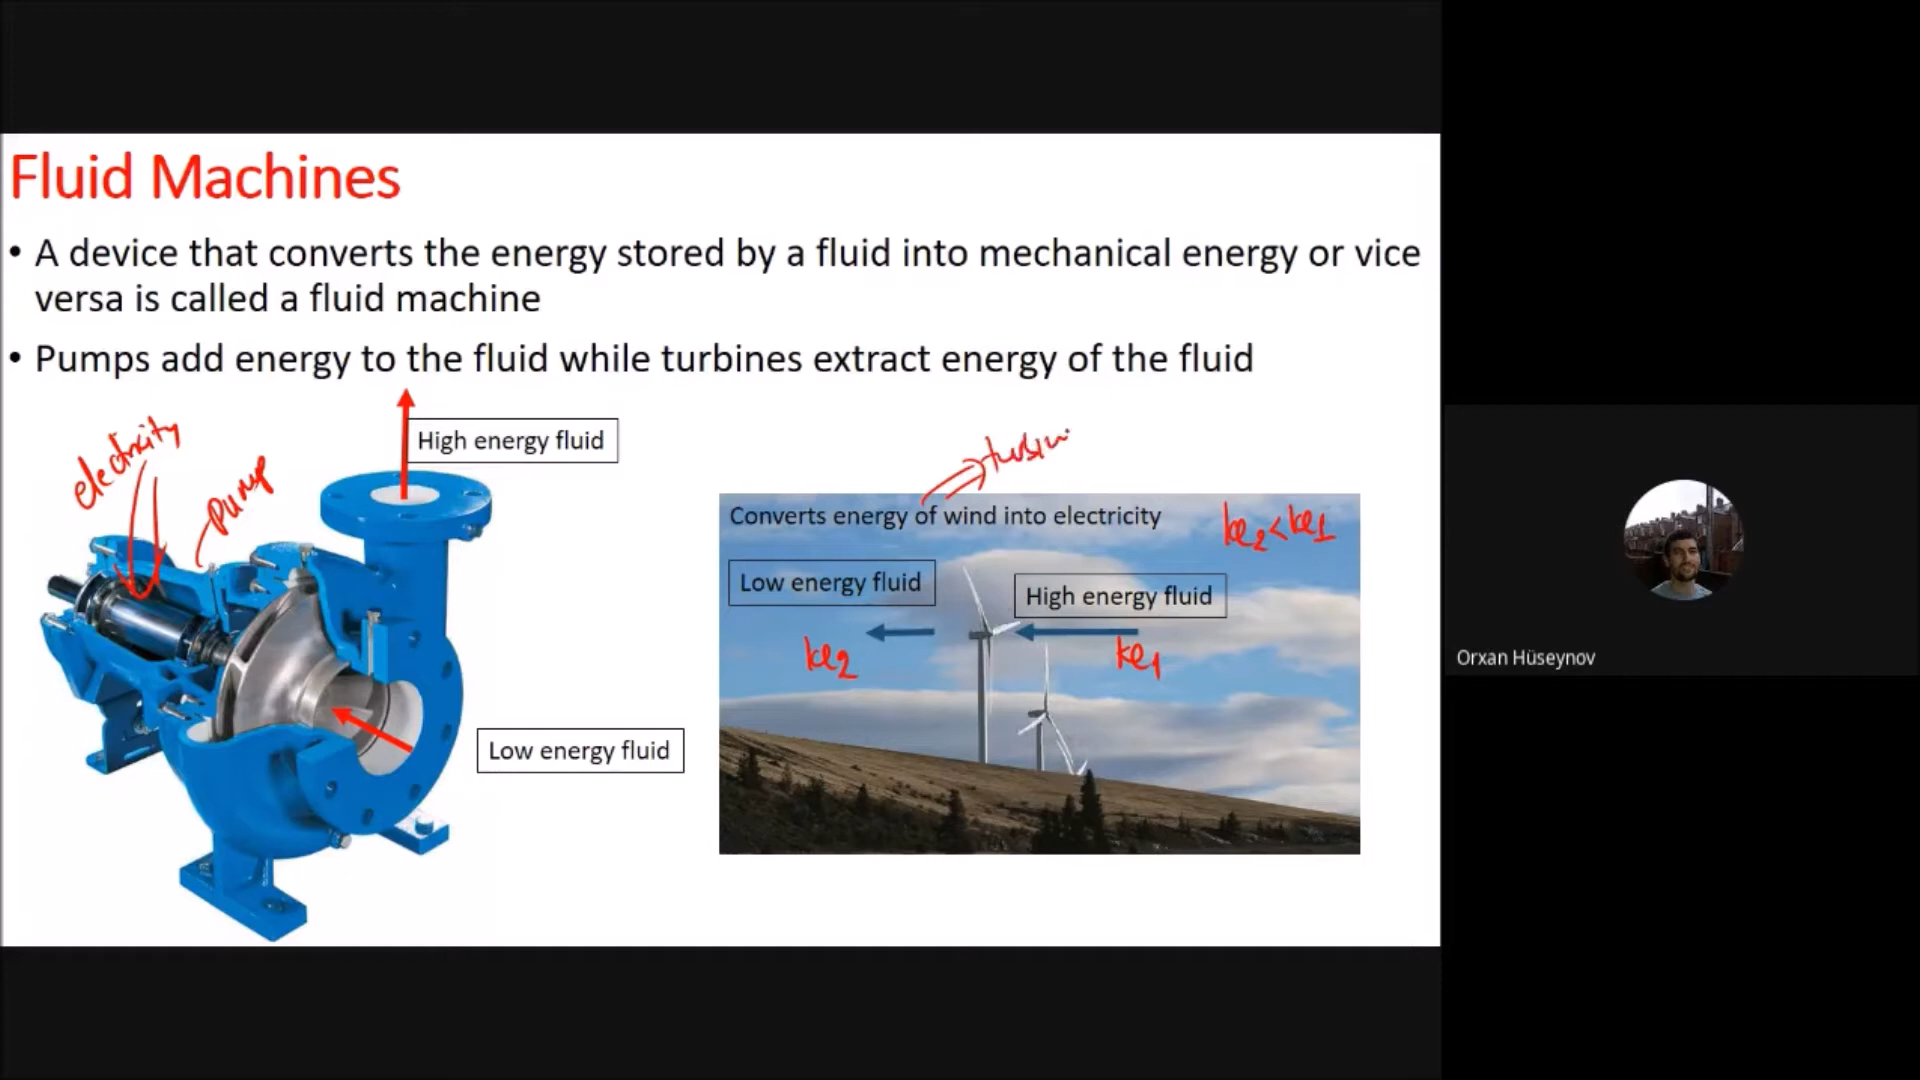 Fluid Machines
• A device that converts the energy stored by a fluid into mechanical energy or vice
versa is called a fluid machine
• Pumps add energy to the fluid while turbines extract energy of the fluid
electricity
pump
High energy fluid
Low energy fluid
Converts energy of wind into electricity
ke2<ke1
Low energy fluid
High energy fluid
ke2
ke1
Orxan Hüseynov